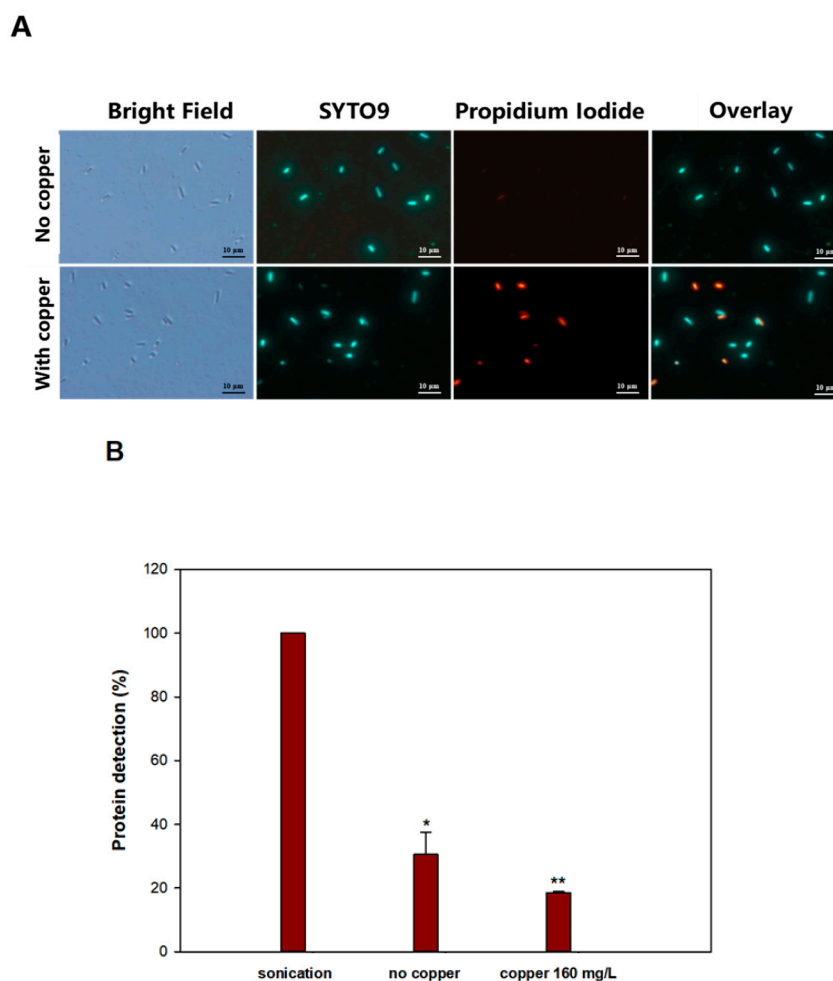 A
Bright Field SYTO9 Propidium Iodide Overlay
No copper
10 µm 10 µm 10 µm 10 µm
With copper
10 µm 10 µm 10 µm 10 µm
B
120
100
80
60
40
20
0
Protein detection (%)
*
**
sonication no copper copper 160 mg/L